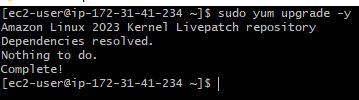 [ec2-user@ip-172-31-41-234 ~]$ sudo yum upgrade -y
Amazon Linux 2023 Kernel Livepatch repository
Dependencies resolved.
Nothing to do.
Complete!
[ec2-user@ip-172-31-41-234 ~]$